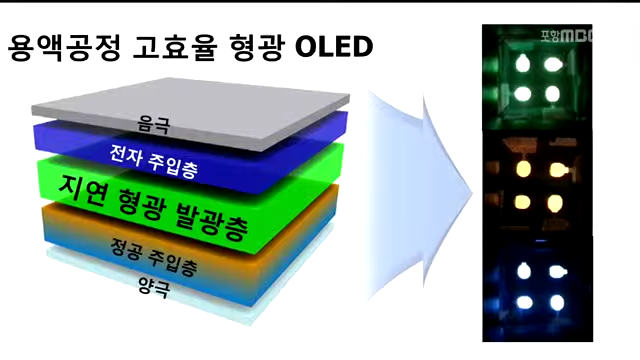 용액공정 고효율 형광 OLED
포항MBC
음극
전자 주입층
지연 형광 발광층
정공 주입층
양극